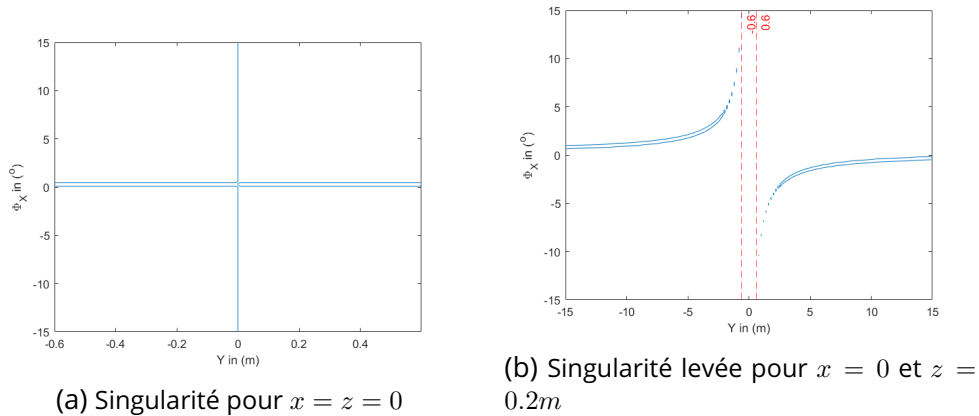 15
10
5
0
-5
-10
-15
Φ_X in (°)
-0.6 -0.4 -0.2 0 0.2 0.4
Y in (m)
(a) Singularité pour x = z = 0
15
10
5
0
-5
-10
-15
Φ_X in (°)
-0.6
0.6
-15 -10 -5 0 5 10 15
Y in (m)
(b) Singularité levée pour x = 0 et z =
0.2m